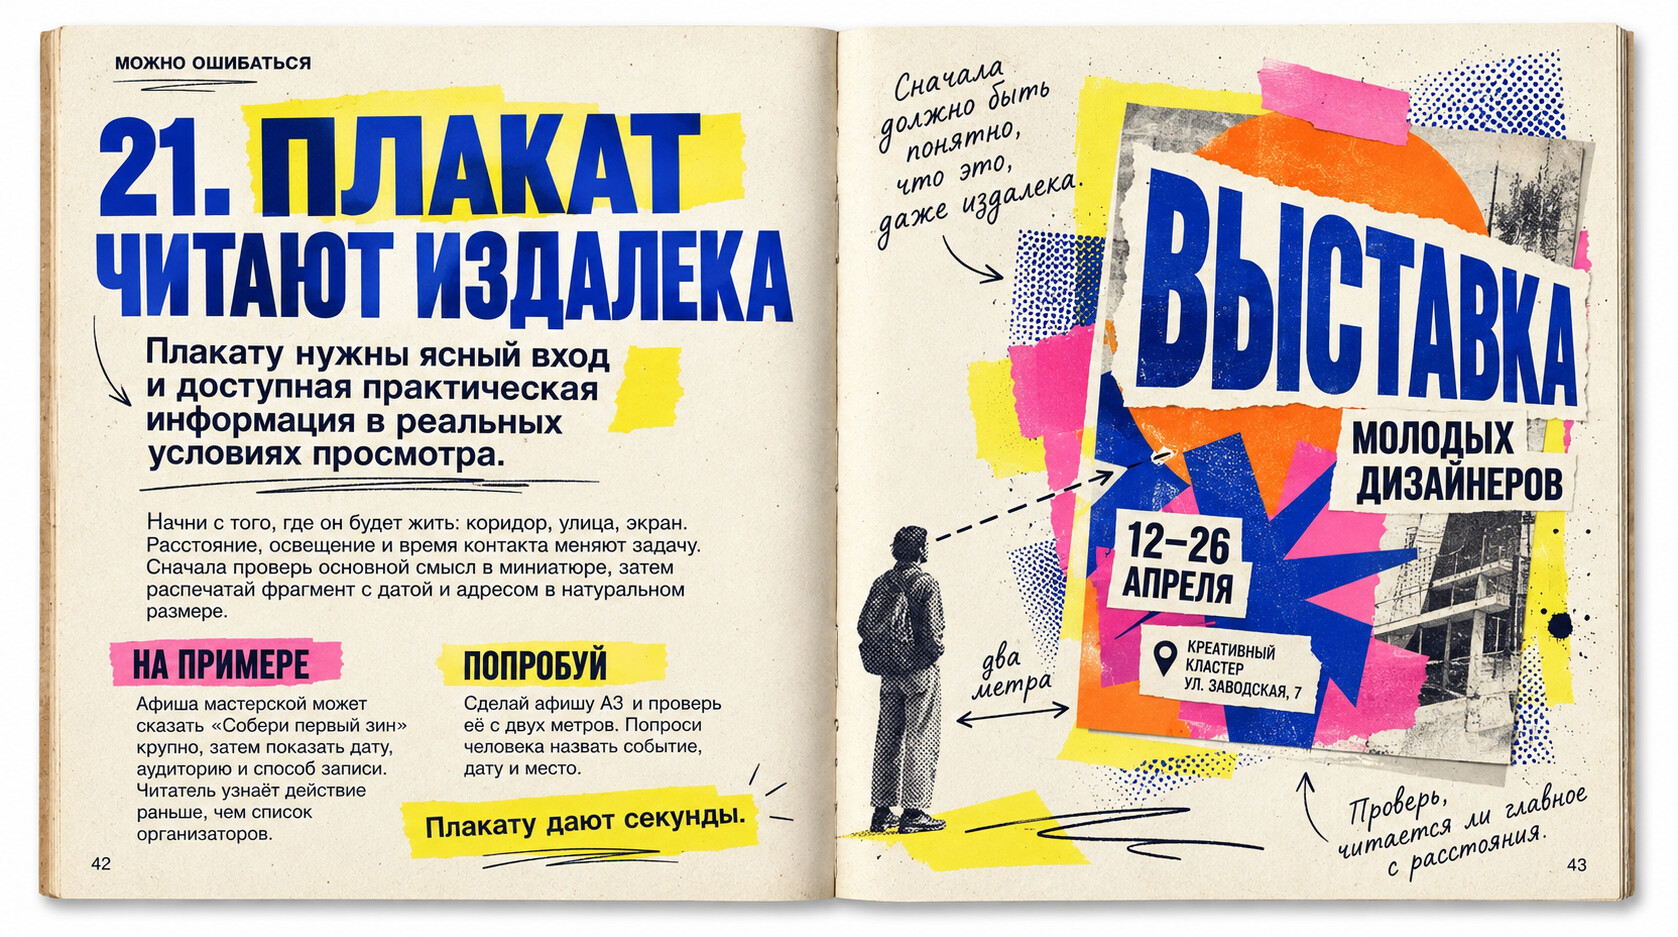 МОЖНО ОШИБАТЬСЯ
21. ПЛАКАТ
ЧИТАЮТ ИЗДАЛЕКА
Плакату нужны ясный вход
и доступная практическая
информация в реальных
условиях просмотра.
Начни с того, где он будет жить: коридор, улица, экран.
Расстояние, освещение и время контакта меняют задачу.
Сначала проверь основной смысл в миниатюре, затем
распечатай фрагмент с датой и адресом в натуральном
размере.
НА ПРИМЕРЕ
Афиша мастерской может
сказать «Собери первый зин»
крупно, затем показать дату,
аудиторию и способ записи.
Читатель узнаёт действие
раньше, чем список
организаторов.
ПОПРОБУЙ
Сделай афишу А3 и проверь
её с двух метров. Попроси
человека назвать событие,
дату и место.
Плакату дают секунды.
42
Сначала
должно быть
понятно,
что это,
даже издалека.
ВЫСТАВКА
МОЛОДЫХ
ДИЗАЙНЕРОВ
12–26
АПРЕЛЯ
КРЕАТИВНЫЙ
КЛАСТЕР
УЛ. ЗАВОДСКАЯ, 7
два
метра
Проверь,
читается ли главное
с расстояния.
43